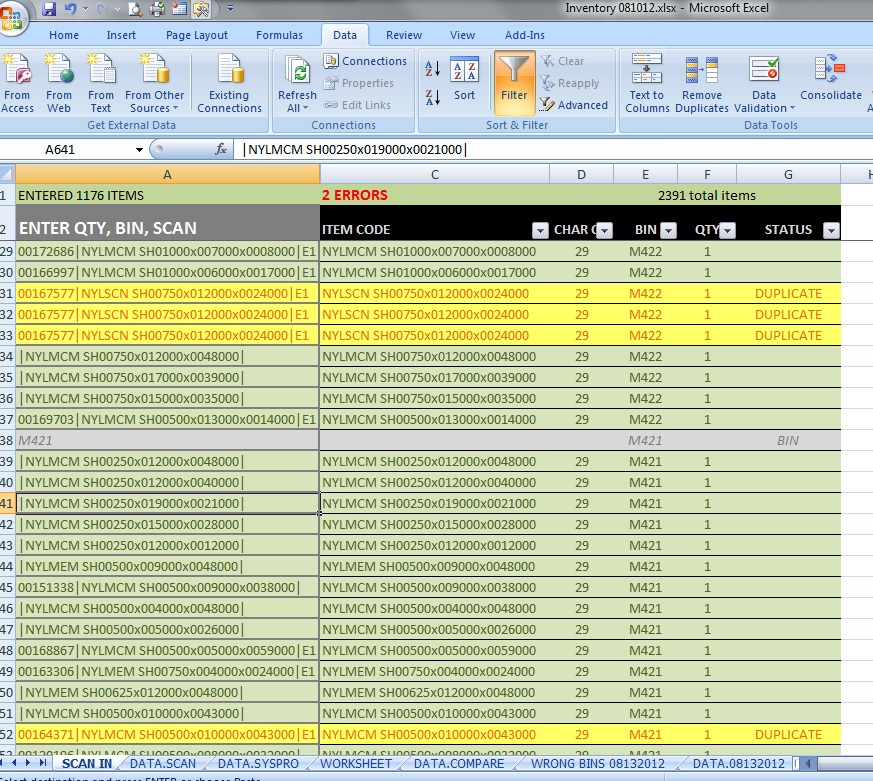 Inventory 081012.xlsx - Microsoft Excel
Home Insert Page Layout Formulas Data Review View Add-Ins
From Access From Web From Text From Other Sources Existing Connections Refresh All Connections Properties Edit Links Sort Filter Clear Reapply Advanced Text to Columns Remove Duplicates Data Validation Consolidate
Get External Data Connections Sort & Filter Data Tools
A641 fx |NYLMCM SH00250x019000x0021000|
A C D E F G H
1 ENTERED 1176 ITEMS 2 ERRORS 2391 total items
2 ENTER QTY, BIN, SCAN ITEM CODE CHAR C BIN QTY STATUS
29 00172686|NYLMCM SH01000x007000x0008000|E1 NYLMCM SH01000x007000x0008000 29 M422 1
30 00166997|NYLMCM SH01000x006000x0017000|E1 NYLMCM SH01000x006000x0017000 29 M422 1
31 00167577|NYLSCN SH00750x012000x0024000|E1 NYLSCN SH00750x012000x0024000 29 M422 1 DUPLICATE
32 00167577|NYLSCN SH00750x012000x0024000|E1 NYLSCN SH00750x012000x0024000 29 M422 1 DUPLICATE
33 00167577|NYLSCN SH00750x012000x0024000|E1 NYLSCN SH00750x012000x0024000 29 M422 1 DUPLICATE
34 |NYLMCM SH00750x012000x0048000| NYLMCM SH00750x012000x0048000 29 M422 1
35 |NYLMCM SH00750x017000x0039000| NYLMCM SH00750x017000x0039000 29 M422 1
36 |NYLMCM SH00750x015000x0035000| NYLMCM SH00750x015000x0035000 29 M422 1
37 00169703|NYLMCM SH00500x013000x0014000|E1 NYLMCM SH00500x013000x0014000 29 M422 1
38 M421 M421 BIN
39 |NYLMCM SH00250x012000x0048000| NYLMCM SH00250x012000x0048000 29 M421 1
40 |NYLMCM SH00250x012000x0040000| NYLMCM SH00250x012000x0040000 29 M421 1
41 |NYLMCM SH00250x019000x0021000| NYLMCM SH00250x019000x0021000 29 M421 1
42 |NYLMCM SH00250x015000x0028000| NYLMCM SH00250x015000x0028000 29 M421 1
43 |NYLMCM SH00250x012000x0012000| NYLMCM SH00250x012000x0012000 29 M421 1
44 |NYLMEM SH00500x009000x0048000| NYLMEM SH00500x009000x0048000 29 M421 1
45 00151338|NYLMCM SH00500x009000x0038000| NYLMCM SH00500x009000x0038000 29 M421 1
46 |NYLMCM SH00500x004000x0048000| NYLMCM SH00500x004000x0048000 29 M421 1
47 |NYLMCM SH00500x005000x0026000| NYLMCM SH00500x005000x0026000 29 M421 1
48 00168867|NYLMCM SH00500x005000x0059000|E1 NYLMCM SH00500x005000x0059000 29 M421 1
49 00163306|NYLMEM SH00750x004000x0024000|E1 NYLMEM SH00750x004000x0024000 29 M421 1
50 |NYLMEM SH00625x012000x0048000| NYLMEM SH00625x012000x0048000 29 M421 1
51 |NYLMCM SH00500x010000x0043000| NYLMCM SH00500x010000x0043000 29 M421 1
52 00164371|NYLMCM SH00500x010000x0043000|E1 NYLMCM SH00500x010000x0043000 29 M421 1 DUPLICATE
SCAN IN DATA.SCAN DATA.SYSPRO WORKSHEET DATA.COMPARE WRONG BINS 08132012 DATA.08132012